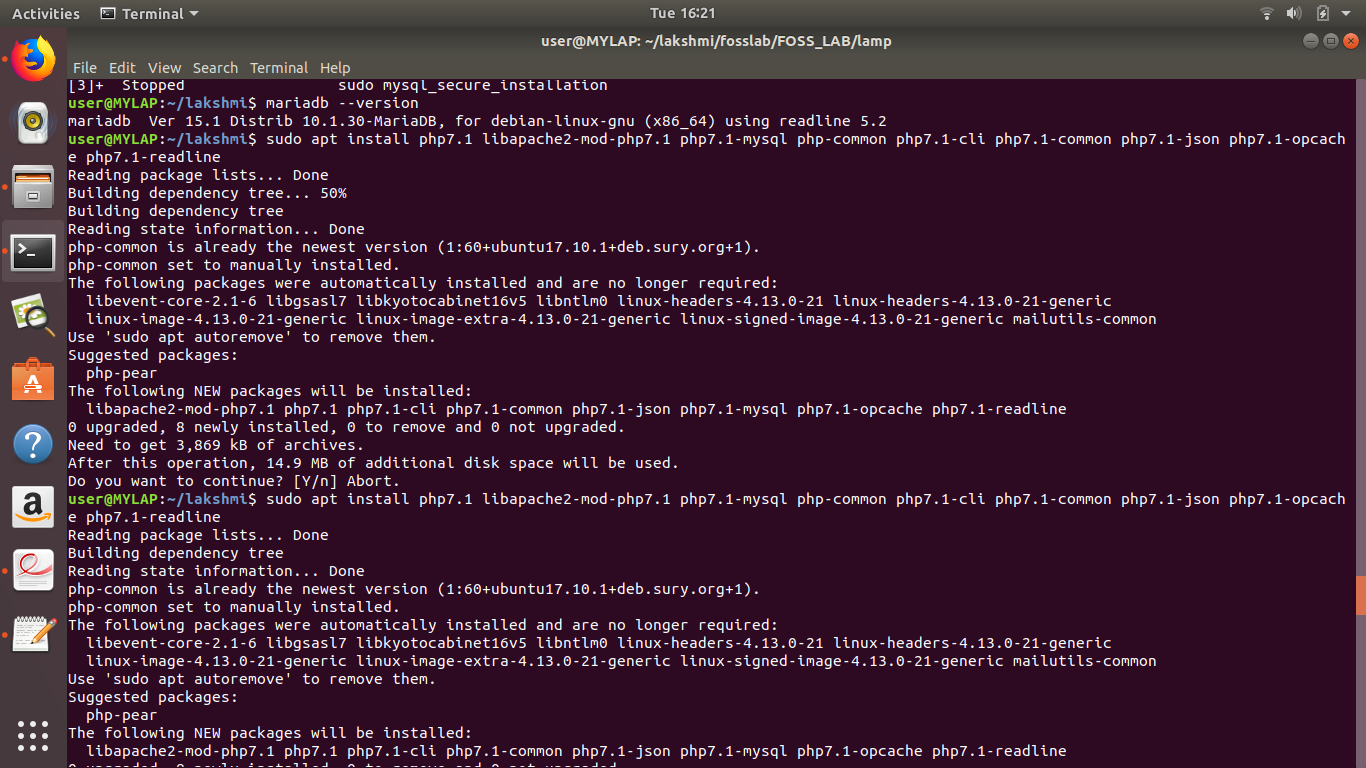 Activities Terminal Tue 16:21
user@MYLAP: ~/lakshmi/fosslab/FOSS_LAB/lamp
File Edit View Search Terminal Help
[3]+  Stopped                 sudo mysql_secure_installation
user@MYLAP:~/lakshmi$ mariadb --version
mariadb  Ver 15.1 Distrib 10.1.30-MariaDB, for debian-linux-gnu (x86_64) using readline 5.2
user@MYLAP:~/lakshmi$ sudo apt install php7.1 libapache2-mod-php7.1 php7.1-mysql php-common php7.1-cli php7.1-common php7.1-json php7.1-opcach
e php7.1-readline
Reading package lists... Done
Building dependency tree... 50%
Building dependency tree
Reading state information... Done
php-common is already the newest version (1:60+ubuntu17.10.1+deb.sury.org+1).
php-common set to manually installed.
The following packages were automatically installed and are no longer required:
  libevent-core-2.1-6 libgsasl7 libkyotocabinet16v5 libntlm0 linux-headers-4.13.0-21 linux-headers-4.13.0-21-generic
  linux-image-4.13.0-21-generic linux-image-extra-4.13.0-21-generic linux-signed-image-4.13.0-21-generic mailutils-common
Use 'sudo apt autoremove' to remove them.
Suggested packages:
  php-pear
The following NEW packages will be installed:
  libapache2-mod-php7.1 php7.1 php7.1-cli php7.1-common php7.1-json php7.1-mysql php7.1-opcache php7.1-readline
0 upgraded, 8 newly installed, 0 to remove and 0 not upgraded.
Need to get 3,869 kB of archives.
After this operation, 14.9 MB of additional disk space will be used.
Do you want to continue? [Y/n] Abort.
user@MYLAP:~/lakshmi$ sudo apt install php7.1 libapache2-mod-php7.1 php7.1-mysql php-common php7.1-cli php7.1-common php7.1-json php7.1-opcach
e php7.1-readline
Reading package lists... Done
Building dependency tree
Reading state information... Done
php-common is already the newest version (1:60+ubuntu17.10.1+deb.sury.org+1).
php-common set to manually installed.
The following packages were automatically installed and are no longer required:
  libevent-core-2.1-6 libgsasl7 libkyotocabinet16v5 libntlm0 linux-headers-4.13.0-21 linux-headers-4.13.0-21-generic
  linux-image-4.13.0-21-generic linux-image-extra-4.13.0-21-generic linux-signed-image-4.13.0-21-generic mailutils-common
Use 'sudo apt autoremove' to remove them.
Suggested packages:
  php-pear
The following NEW packages will be installed:
  libapache2-mod-php7.1 php7.1 php7.1-cli php7.1-common php7.1-json php7.1-mysql php7.1-opcache php7.1-readline
0 upgraded, 8 newly installed, 0 to remove and 0 not upgraded.